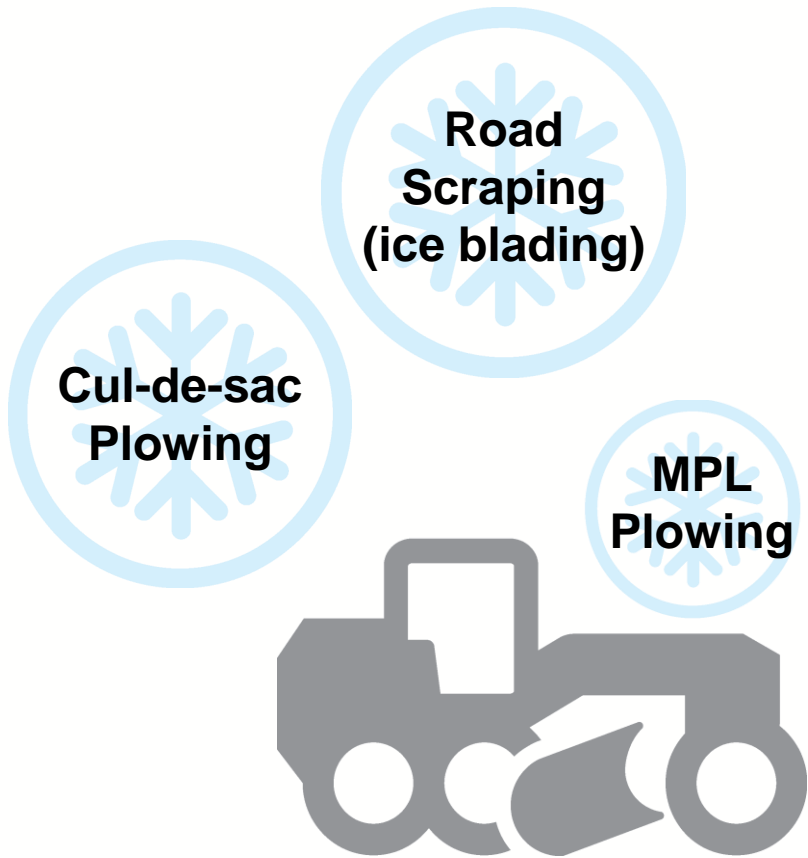 Road
Scraping
(ice blading)
Cul-de-sac
Plowing
MPL
Plowing